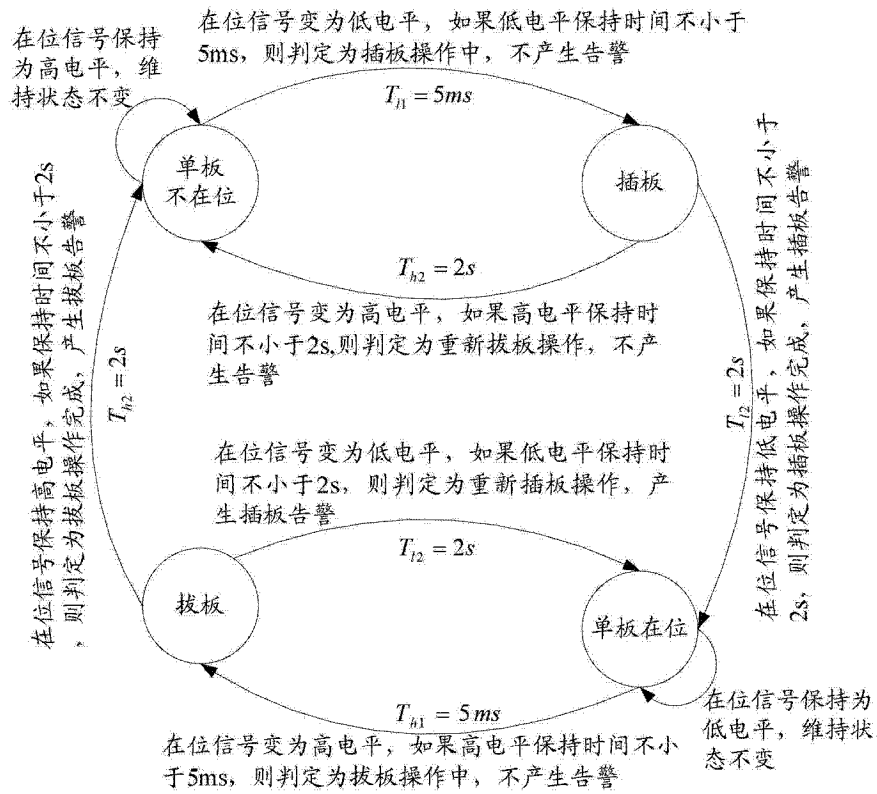 在位信号变为低电平，如果低电平保持时间不小于
5ms，则判定为插板操作中，不产生告警
在位信号保持
为高电平，维
持状态不变
T_{l1} = 5ms
单板
不在位
插板
T_{h2} = 2s
在位信号变为高电平，如果高电平保持时
间不小于2s,则判定为重新拔板操作，不产
生告警
在位信号保持高电平，如果保持时间不小于2s
，则判定为拔板操作完成，产生拔板告警
T_{h2} = 2s
T_{l2} = 2s
在位信号保持低电平，如果保持时间不小于
2s，则判定为插板操作完成，产生插板告警
在位信号变为低电平，如果低电平保持时
间不小于2s，则判定为重新插板操作，产
生插板告警
T_{l2} = 2s
拔板
单板在位
T_{h1} = 5ms
在位信号变为高电平，如果高电平保持时间不小
于5ms，则判定为拔板操作中，不产生告警
在位信号保持为
低电平，维持状
态不变